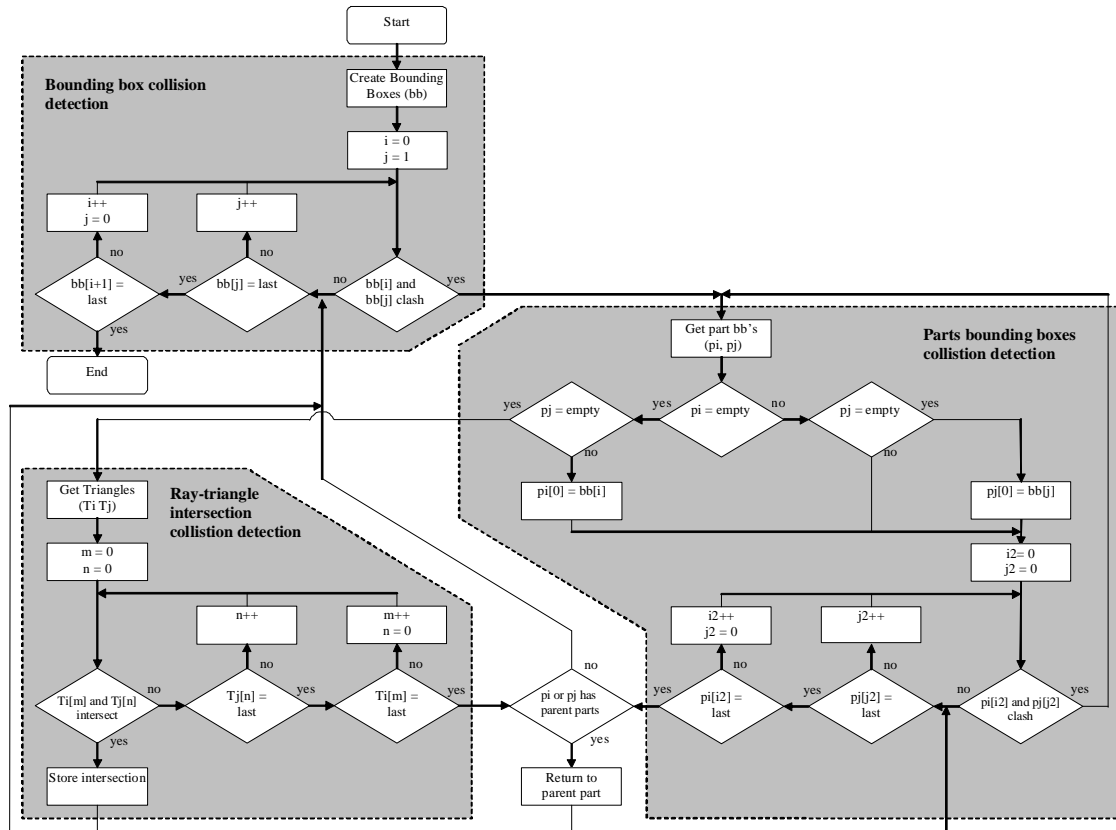 Start
Bounding box collision
detection
Create Bounding
Boxes (bb)
i = 0
j = 1
i++
j = 0
j++
no
no
bb[i+1] =
last
yes
bb[j] = last
no
bb[i] and
bb[j] clash
yes
yes
End
Get part bb's
(pi, pj)
Parts bounding boxes
collistion detection
yes
pj = empty
yes
pi = empty
no
pj = empty
yes
no
no
pi[0] = bb[i]
pj[0] = bb[j]
i2= 0
j2 = 0
Get Triangles
(Ti Tj)
Ray-triangle
intersection
collistion detection
m = 0
n = 0
n++
m++
n = 0
i2++
j2 = 0
j2++
no
no
no
no
no
Ti[m] and Tj[n]
intersect
no
Tj[n] =
last
yes
Ti[m] =
last
yes
pi or pj has
parent parts
yes
pi[i2] =
last
yes
pj[j2] =
last
no
pi[i2] and pj[j2]
clash
yes
yes
yes
Store intersection
Return to
parent part